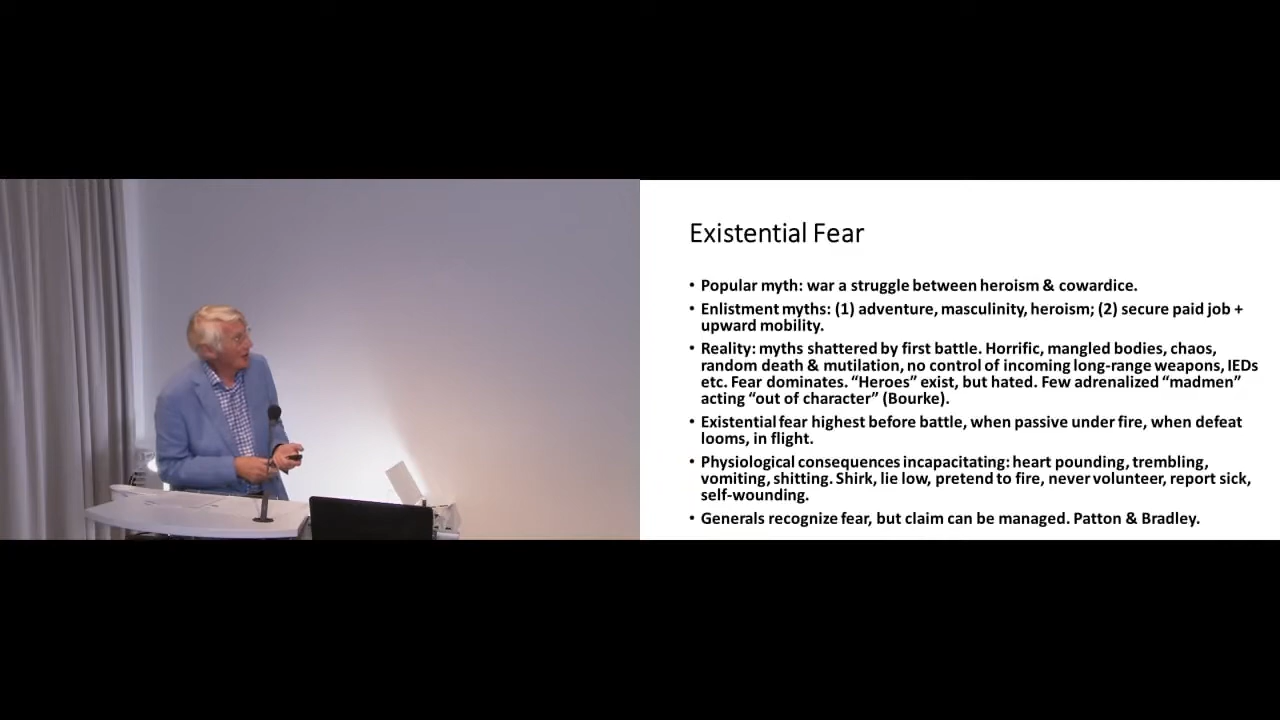 Existential Fear
• Popular myth: war a struggle between heroism & cowardice.
• Enlistment myths: (1) adventure, masculinity, heroism; (2) secure paid job +
upward mobility.
• Reality: myths shattered by first battle. Horrific, mangled bodies, chaos,
random death & mutilation, no control of incoming long-range weapons, IEDs
etc. Fear dominates. “Heroes” exist, but hated. Few adrenalized “madmen”
acting “out of character” (Bourke).
• Existential fear highest before battle, when passive under fire, when defeat
looms, in flight.
• Physiological consequences incapacitating: heart pounding, trembling,
vomiting, shitting. Shirk, lie low, pretend to fire, never volunteer, report sick,
self-wounding.
• Generals recognize fear, but claim can be managed. Patton & Bradley.